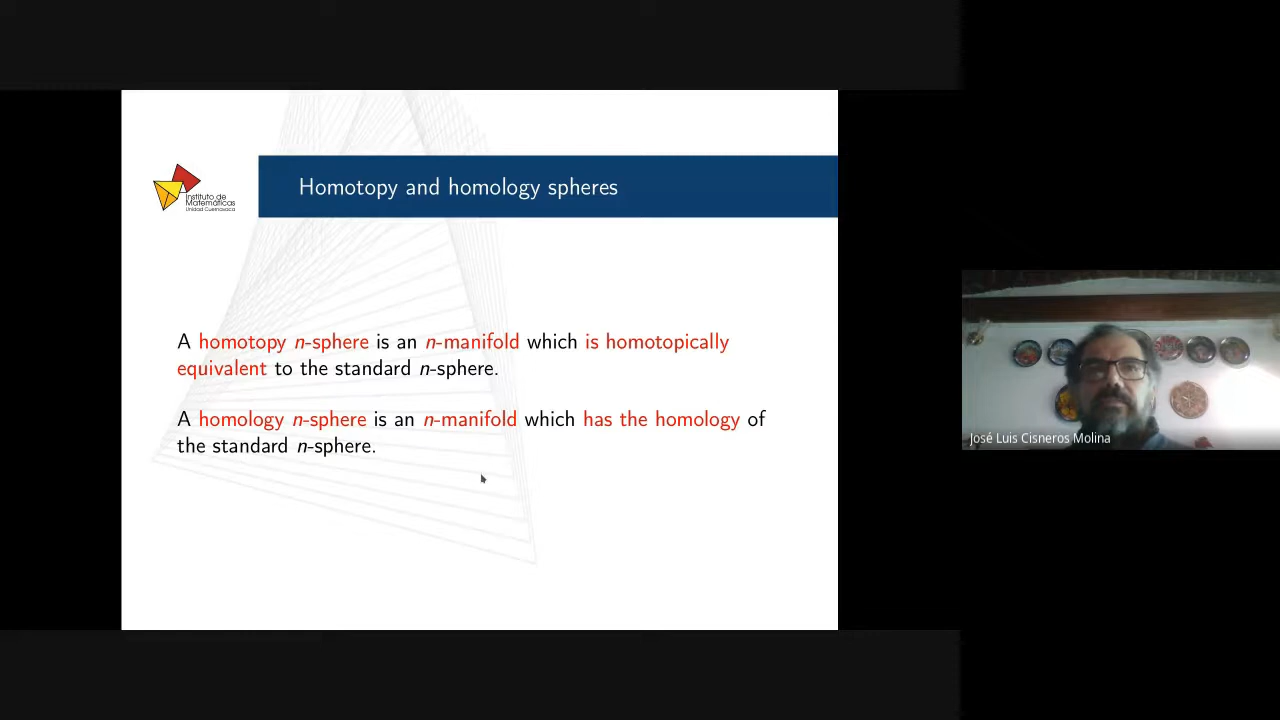 Homotopy and homology spheres
Instituto de
Matemáticas
Unidad Cuernavaca
A homotopy n-sphere is an n-manifold which is homotopically
equivalent to the standard n-sphere.
A homology n-sphere is an n-manifold which has the homology of
the standard n-sphere.
José Luis Cisneros Molina